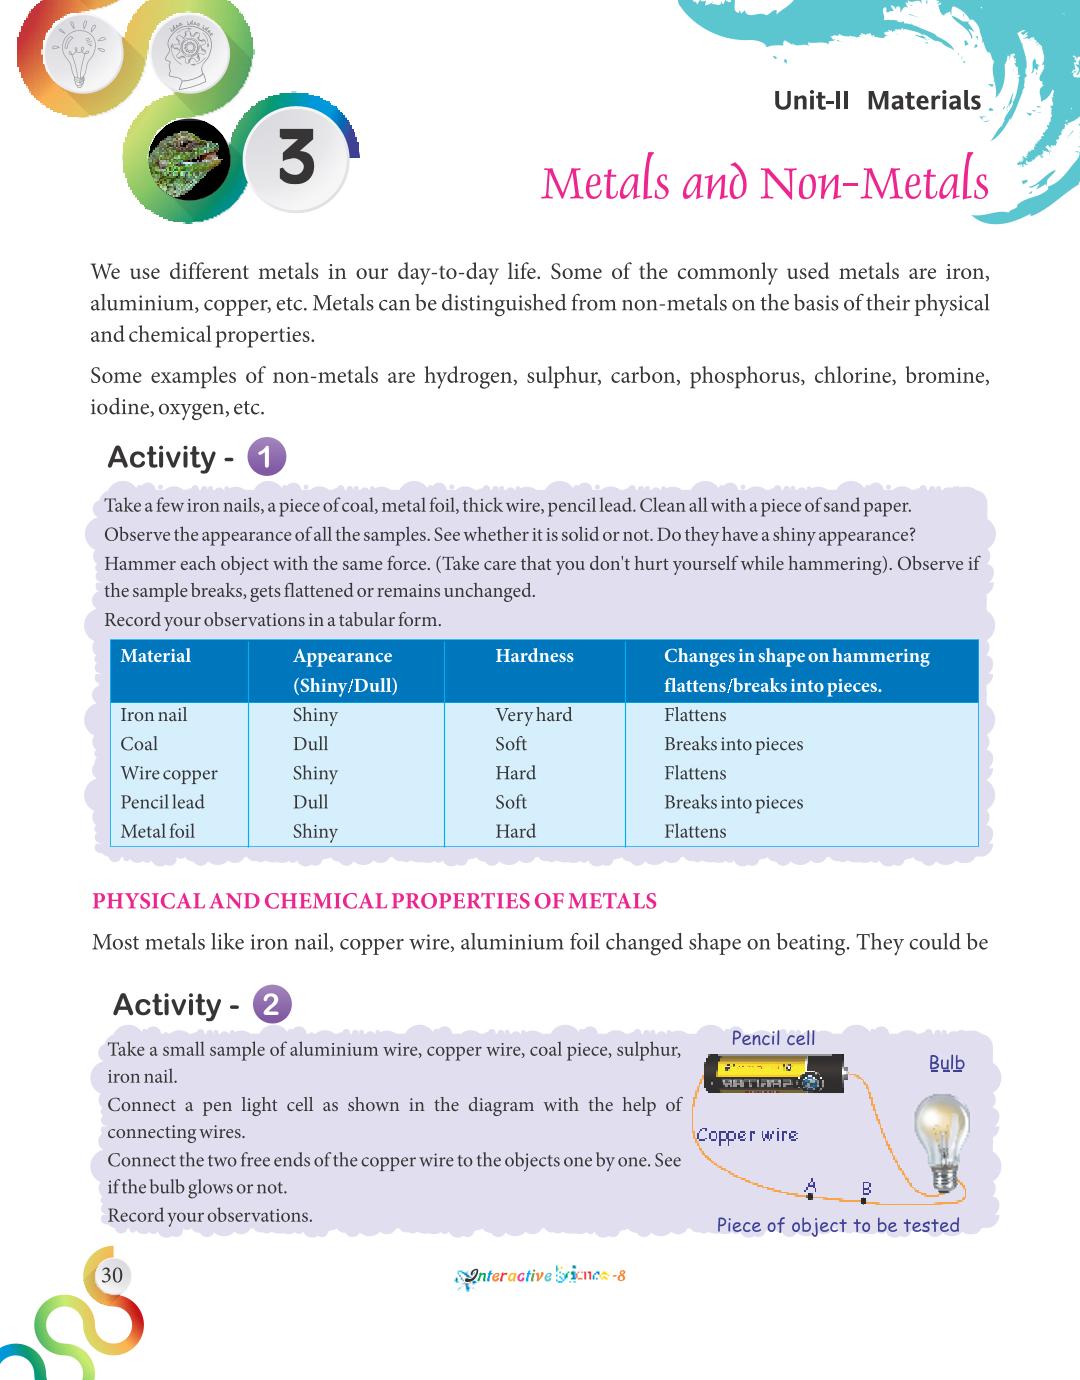 Unit-II Materials
3
Metals and Non-Metals
We use different metals in our day-to-day life. Some of the commonly used metals are iron,
aluminium, copper, etc. Metals can be distinguished from non-metals on the basis of their physical
and chemical properties.
Some examples of non-metals are hydrogen, sulphur, carbon, phosphorus, chlorine, bromine,
iodine, oxygen, etc.
Activity - 1
Take a few iron nails, a piece of coal, metal foil, thick wire, pencil lead. Clean all with a piece of sand paper.
Observe the appearance of all the samples. See whether it is solid or not. Do they have a shiny appearance?
Hammer each object with the same force. (Take care that you don't hurt yourself while hammering). Observe if
the sample breaks, gets flattened or remains unchanged.
Record your observations in a tabular form.
Material Appearance Hardness Changes in shape on hammering
(Shiny/Dull) flattens/breaks into pieces.
Iron nail Shiny Very hard Flattens
Coal Dull Soft Breaks into pieces
Wire copper Shiny Hard Flattens
Pencil lead Dull Soft Breaks into pieces
Metal foil Shiny Hard Flattens
PHYSICAL AND CHEMICAL PROPERTIES OF METALS
Most metals like iron nail, copper wire, aluminium foil changed shape on beating. They could be
Activity - 2
Take a small sample of aluminium wire, copper wire, coal piece, sulphur,
iron nail.
Connect a pen light cell as shown in the diagram with the help of
connecting wires.
Connect the two free ends of the copper wire to the objects one by one. See
if the bulb glows or not.
Record your observations.
Pencil cell
Bulb
Copper wire
A B
Piece of object to be tested
30
Interactive Science-8